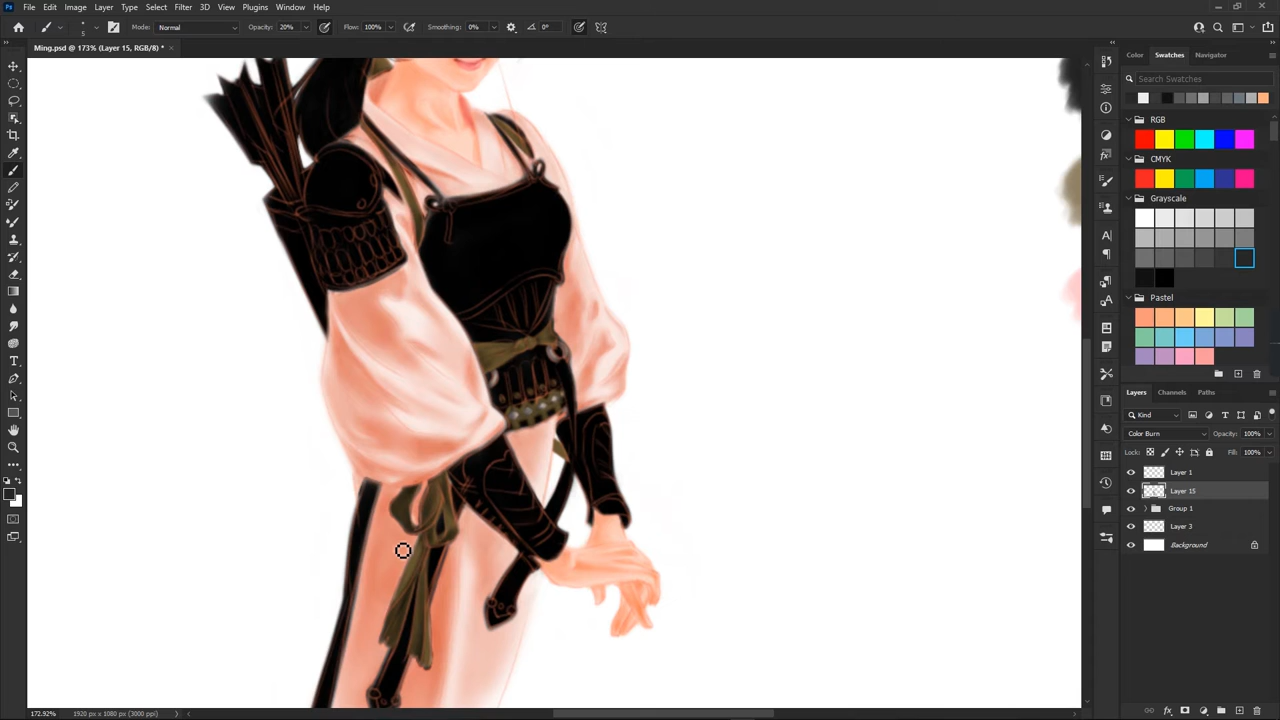 Ps File Edit Image Layer Type Select Filter 3D View Plugins Window Help
5 Mode: Normal Opacity: 20% Flow: 100% Smoothing: 0% 0°
Ming.psd @ 173% (Layer 15, RGB/8) * ×
Color Swatches Navigator
Search Swatches
RGB
CMYK
Grayscale
Pastel
Layers Channels Paths
Kind
Color Burn Opacity: 100%
Lock: Fill: 100%
Layer 1
Layer 15
Group 1
Layer 3
Background
172.92% 1920 px x 1080 px (3000 ppi)